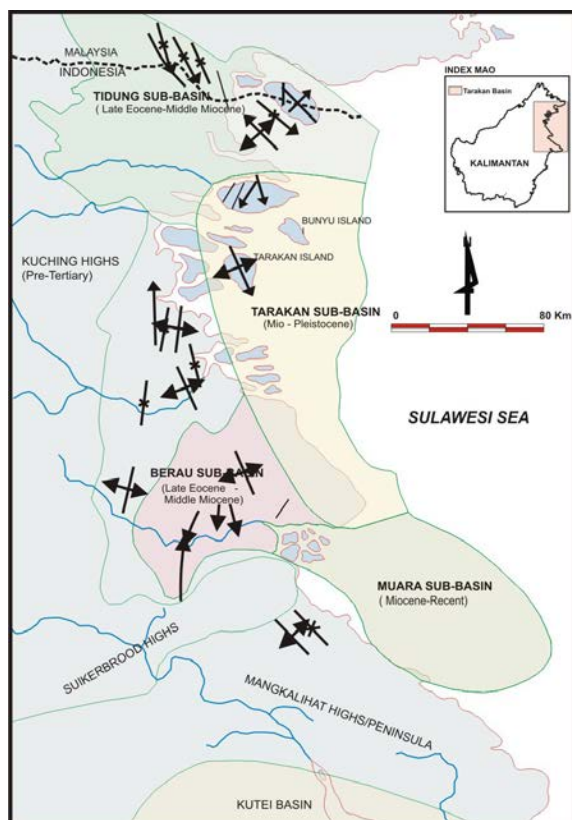 MALAYSIA
INDONESIA
TIDUNG SUB-BASIN
( Late Eocene-Middle Miocene)
INDEX MAO
Tarakan Basin
KALIMANTAN
BUNYU ISLAND
i
KUCHING HIGHS
(Pre-Tertiary)
TARAKAN ISLAND
N
TARAKAN SUB-BASIN
(Mio - Pleistocene)
0
80 Km
SULAWESI SEA
BERAU SUB-BASIN
(Late Eocene -
Middle Miocene)
MUARA SUB-BASIN
( Miocene-Recent)
SUIKERBROOD HIGHS
MANGKALIHAT HIGHS/PENINSULA
KUTEI BASIN